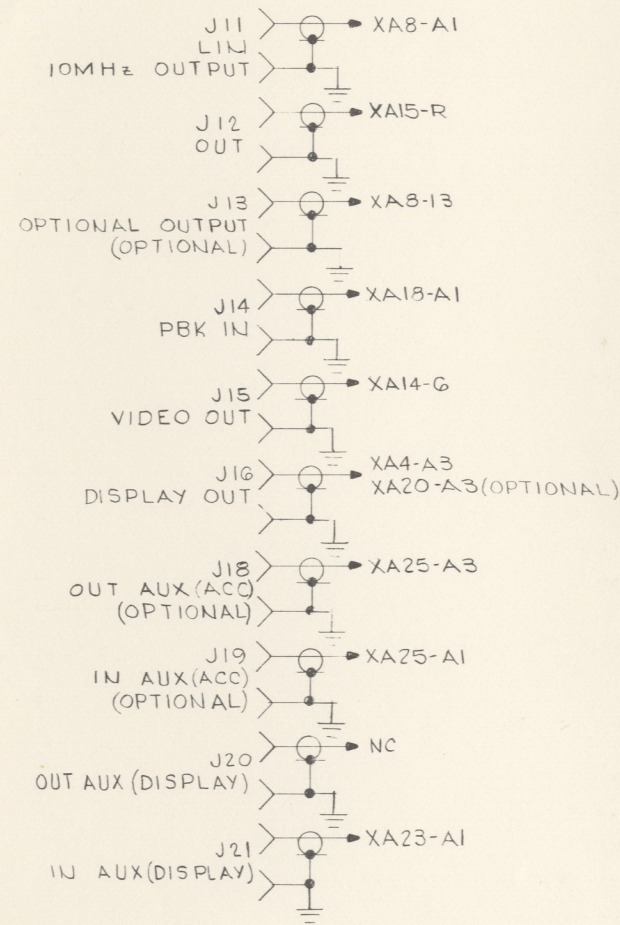 J11 XA8-A1
LIN
10MHz OUTPUT
J12 XA15-R
OUT
J13 XA8-13
OPTIONAL OUTPUT
(OPTIONAL)
J14 XA18-A1
PBK IN
J15 XA14-G
VIDEO OUT
J16 XA4-A3
DISPLAY OUT XA20-A3(OPTIONAL)
J18 XA25-A3
OUT AUX(ACC)
(OPTIONAL)
J19 XA25-A1
IN AUX(ACC)
(OPTIONAL)
J20 NC
OUT AUX (DISPLAY)
J21 XA23-A1
IN AUX(DISPLAY)